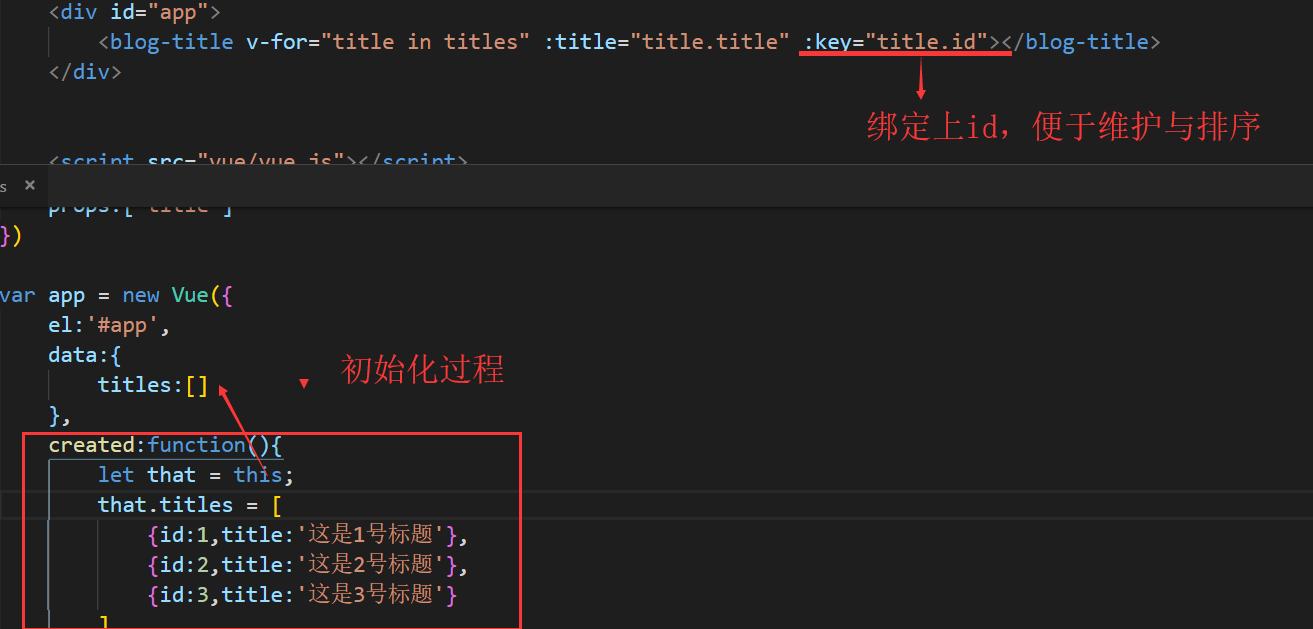 <div id="app">
<blog-title v-for="title in titles" :title="title.title" :key="title.id"></blog-title>
</div>
绑定上id，便于维护与排序
<script src="vue/vue.js"></script>
s ×
props:['title']
})
var app = new Vue({
el:'#app',
data:{
初始化过程
titles:[]
},
created:function(){
let that = this;
that.titles = [
{id:1,title:'这是1号标题'},
{id:2,title:'这是2号标题'},
{id:3,title:'这是3号标题'}
]